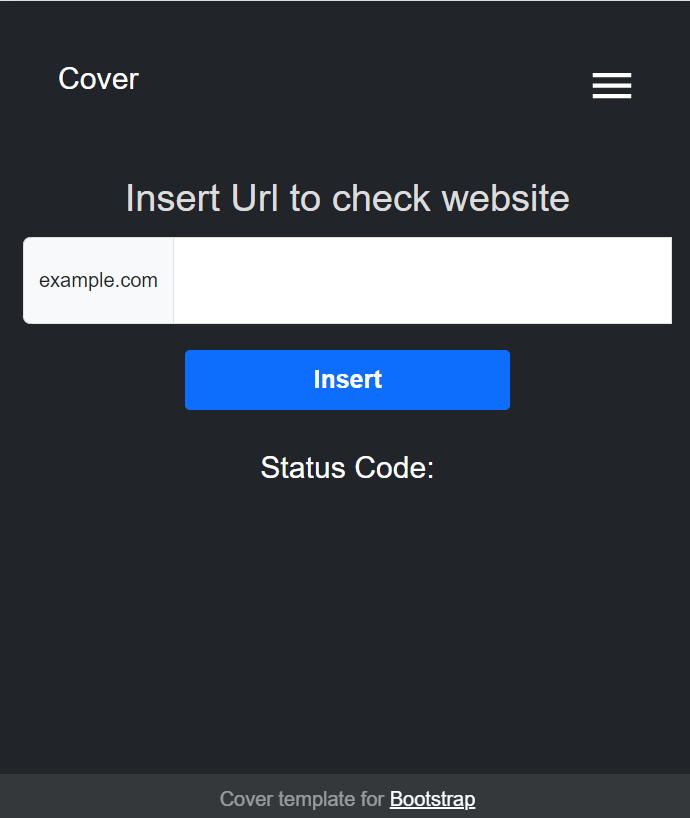 Cover
Insert Url to check website
example.com
Insert
Status Code:
Cover template for Bootstrap